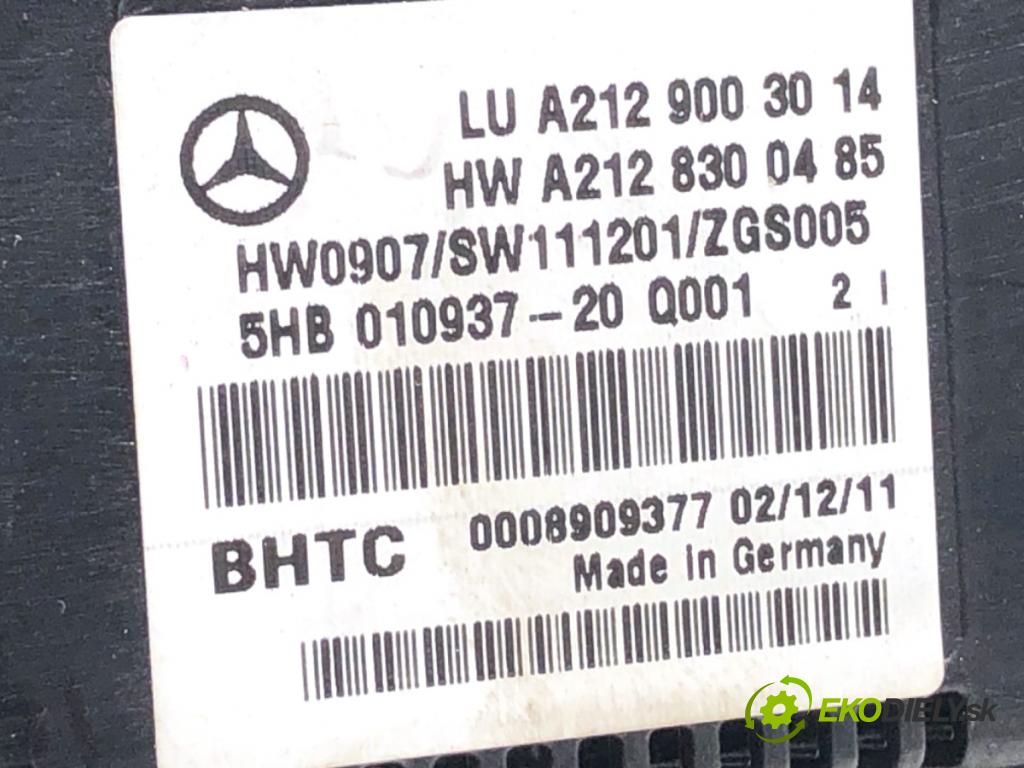 LU A212 900 30 14
HW A212 830 04 85
HW0907/SW111201/ZGS005
5HB 010937-20 Q001 2 I
BHTC 0008909377 02/12/11
Made in Germany
EKODIELY.sk